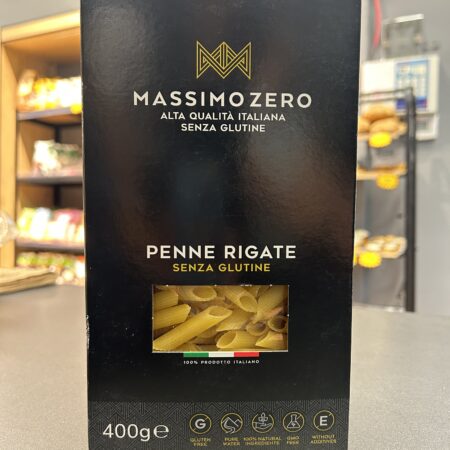 MASSIMO ZERO
ALTA QUALITÀ ITALIANA
SENZA GLUTINE
PENNE RIGATE
SENZA GLUTINE
100% PRODOTTO ITALIANO
400g℮
G
GLUTEN FREE
PURE WATER
100% NATURAL INGREDIENTS
GMO FREE
E
WITHOUT ADDITIVES